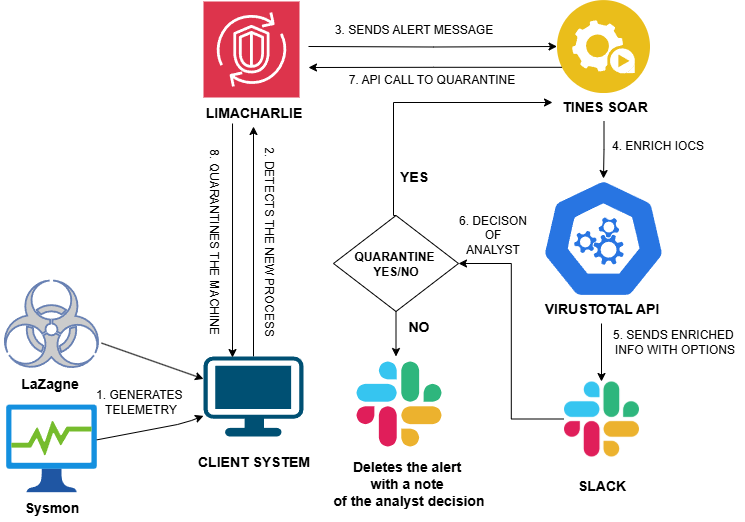 3. SENDS ALERT MESSAGE
7. API CALL TO QUARANTINE
LIMACHARLIE
TINES SOAR
4. ENRICH IOCS
8. QUARANTINES THE MACHINE
2. DETECTS THE NEW PROCESS
YES
6. DECISON
OF
ANALYST
QUARANTINE
YES/NO
VIRUSTOTAL API
NO
5. SENDS ENRICHED
INFO WITH OPTIONS
LaZagne
1. GENERATES
TELEMETRY
CLIENT SYSTEM
Deletes the alert
with a note
of the analyst decision
SLACK
Sysmon